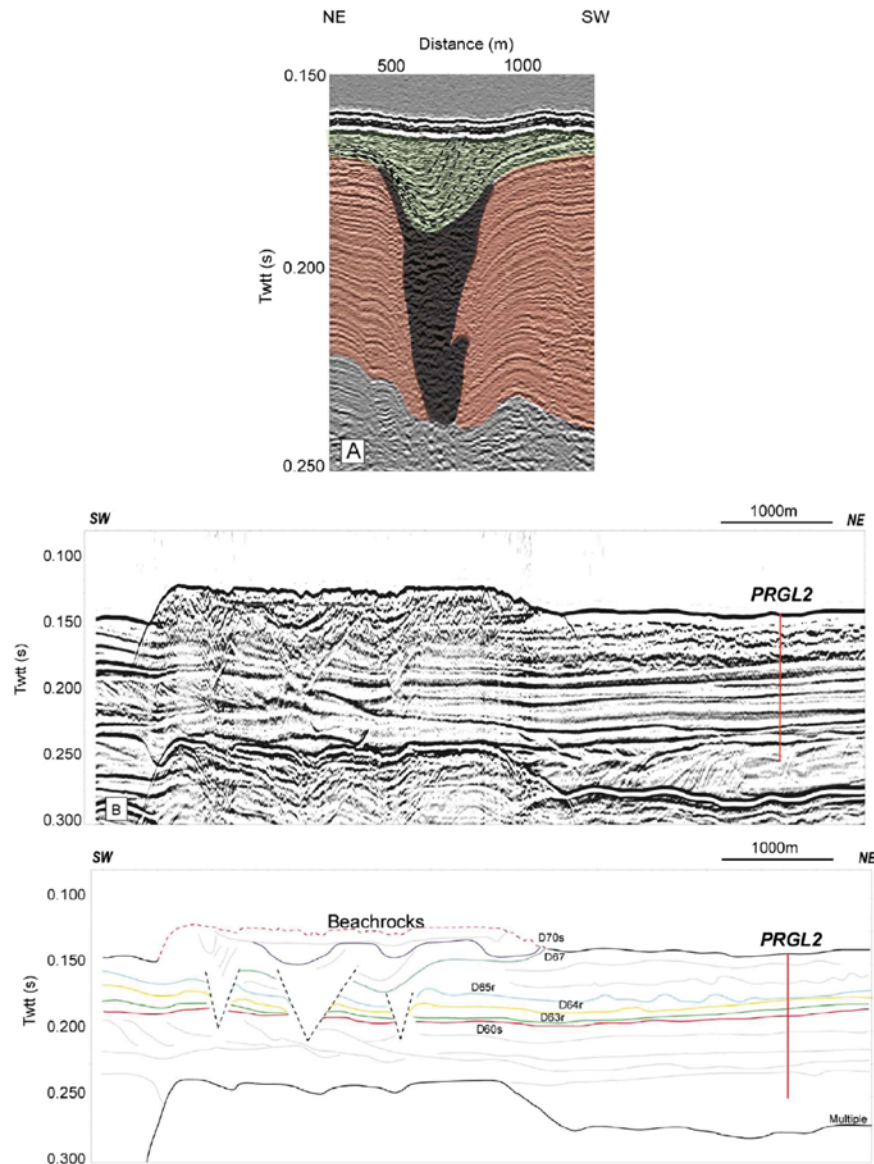 NE SW
Distance (m)
500 1000
0.150
0.200
0.250
Twtt (s)
A
1000m
SW NE
0.100
0.150
0.200
0.250
0.300
Twtt (s)
PRGL2
B
1000m
SW NE
0.100
0.150
0.200
0.250
0.300
Twtt (s)
Beachrocks
D70s
D67
PRGL2
D65r
D64r
D63r
D60s
Multiple